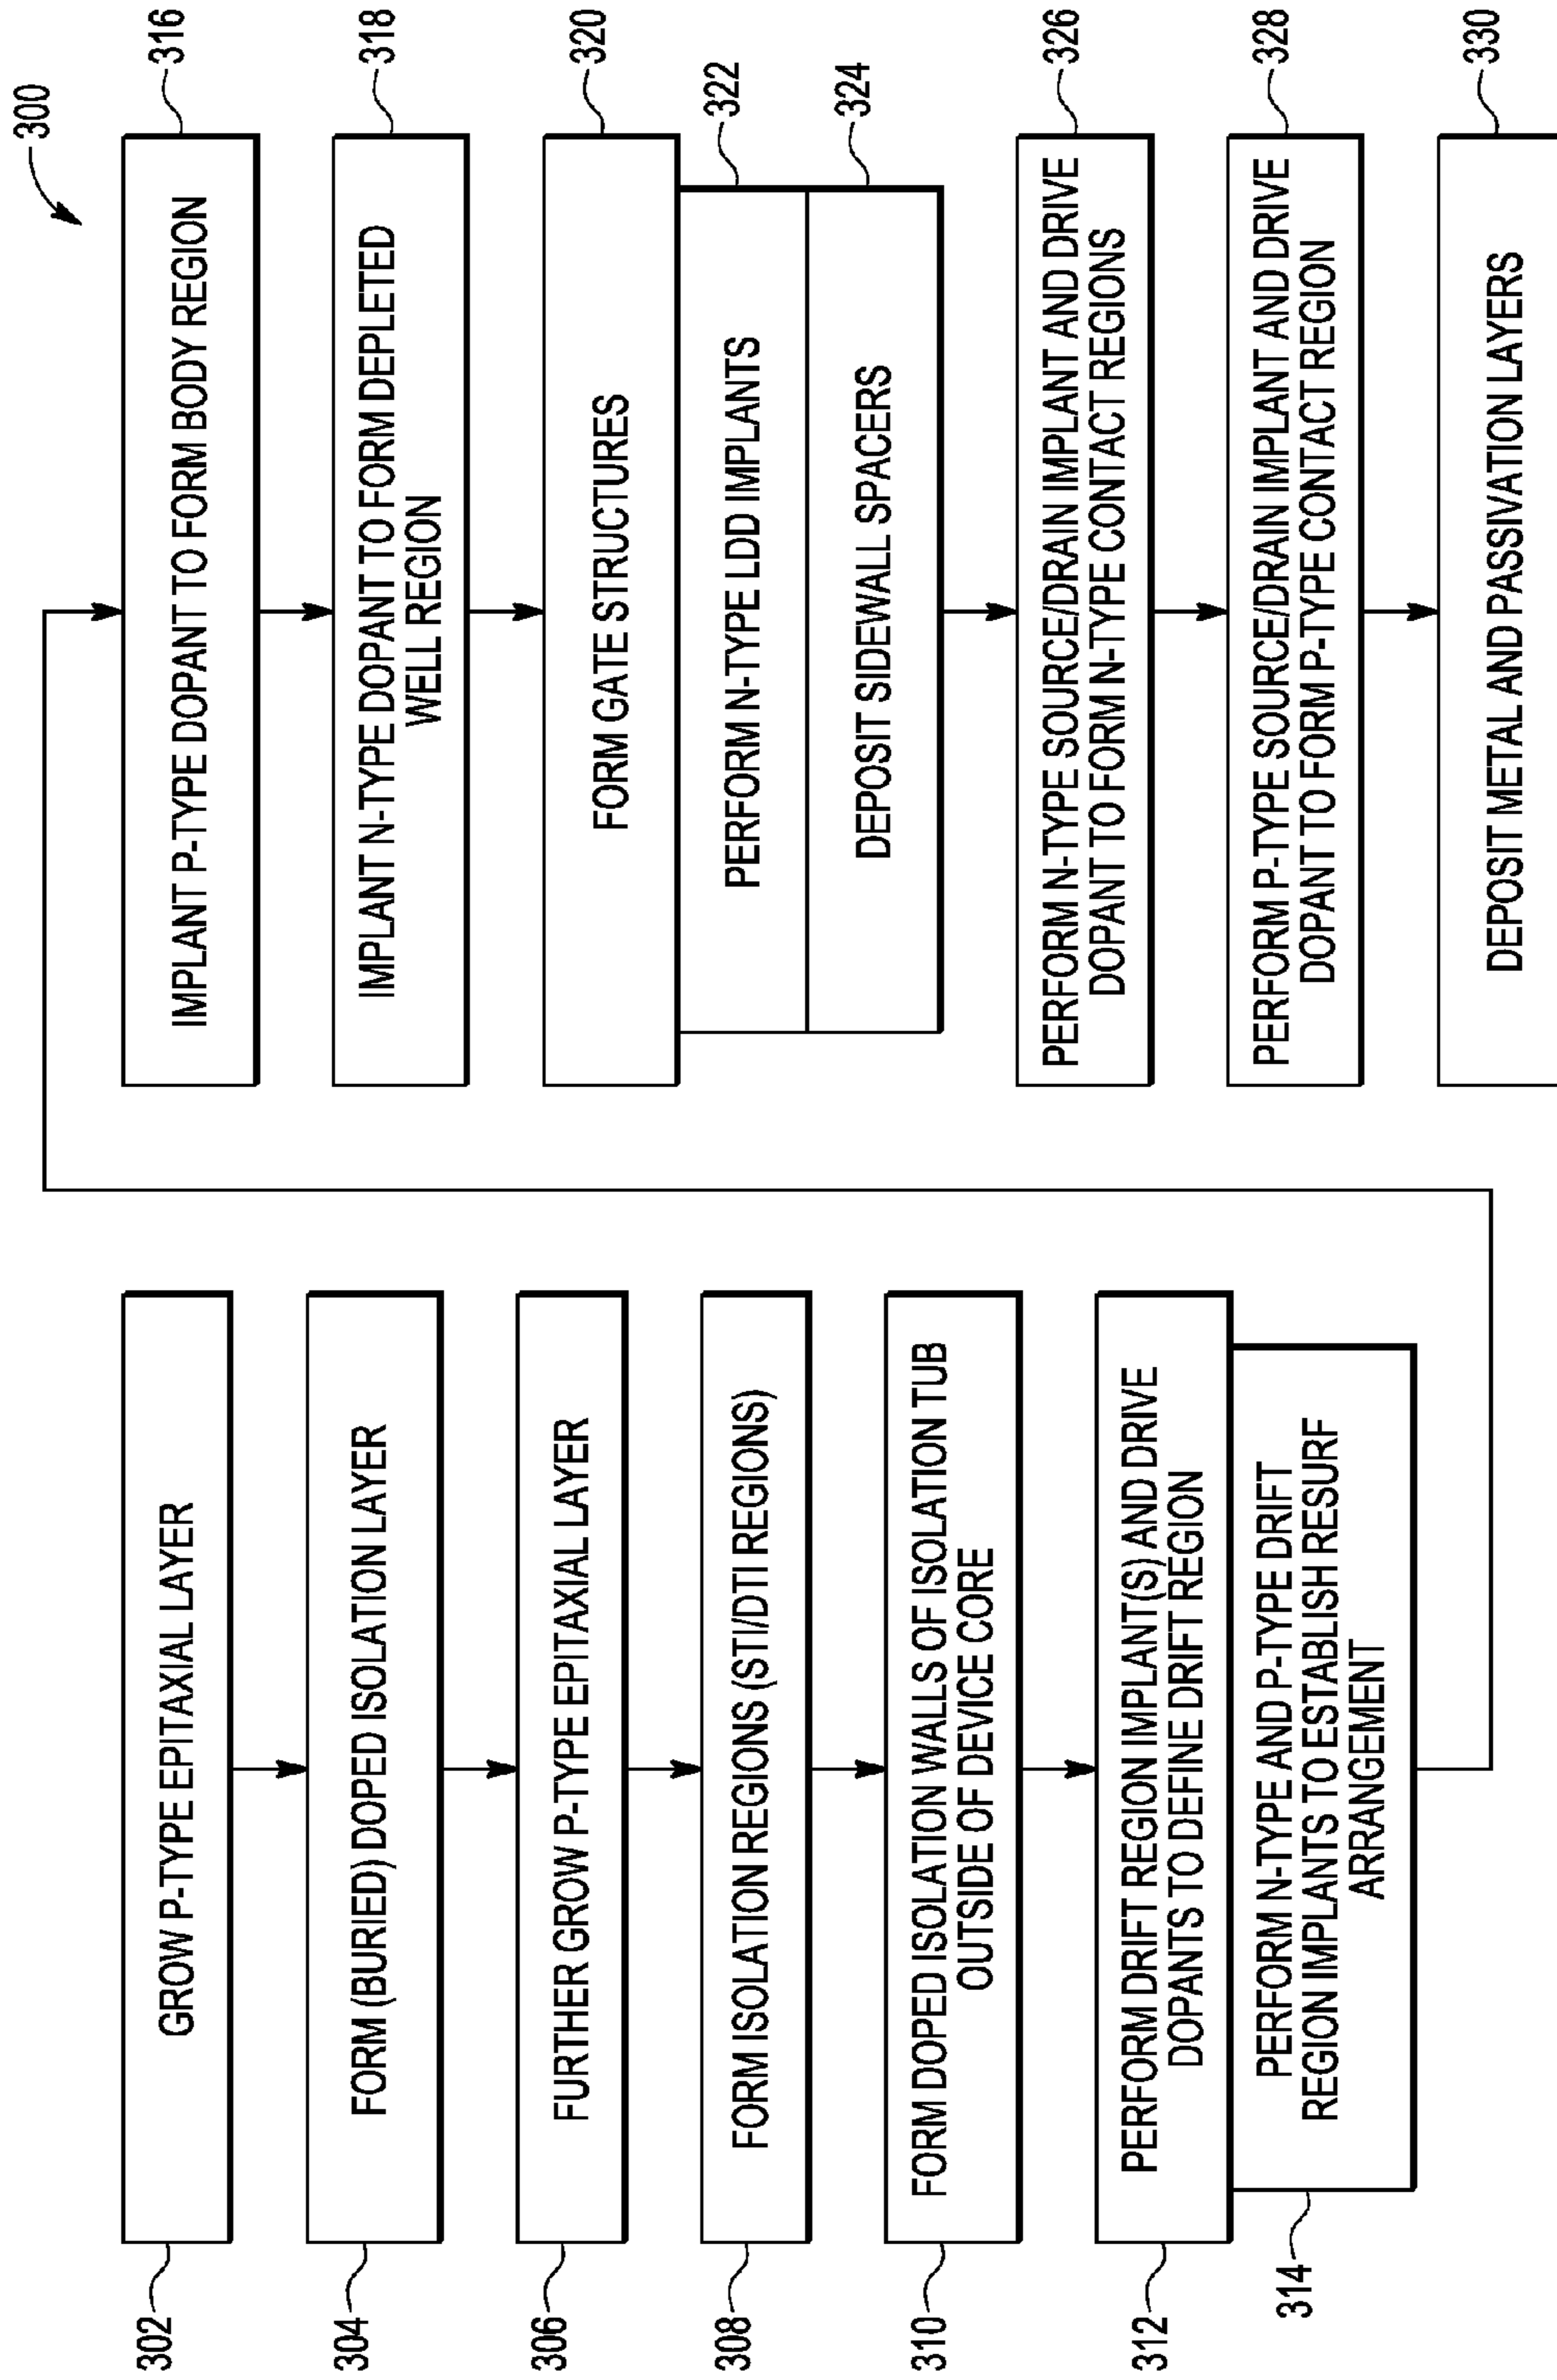 300
302
GROW P-TYPE EPITAXIAL LAYER
304
FORM (BURIED) DOPED ISOLATION LAYER
306
FURTHER GROW P-TYPE EPITAXIAL LAYER
308
FORM ISOLATION REGIONS (STI/DTI REGIONS)
310
FORM DOPED ISOLATION WALLS OF ISOLATION TUB
OUTSIDE OF DEVICE CORE
312
PERFORM DRIFT REGION IMPLANT(S) AND DRIVE
DOPANTS TO DEFINE DRIFT REGION
314
PERFORM N-TYPE AND P-TYPE DRIFT
REGION IMPLANTS TO ESTABLISH RESURF
ARRANGEMENT
316
IMPLANT P-TYPE DOPANT TO FORM BODY REGION
318
IMPLANT N-TYPE DOPANT TO FORM DEPLETED
WELL REGION
320
FORM GATE STRUCTURES
322
PERFORM N-TYPE LDD IMPLANTS
324
DEPOSIT SIDEWALL SPACERS
326
PERFORM N-TYPE SOURCE/DRAIN IMPLANT AND DRIVE
DOPANT TO FORM N-TYPE CONTACT REGIONS
328
PERFORM P-TYPE SOURCE/DRAIN IMPLANT AND DRIVE
DOPANT TO FORM P-TYPE CONTACT REGION
330
DEPOSIT METAL AND PASSIVATION LAYERS